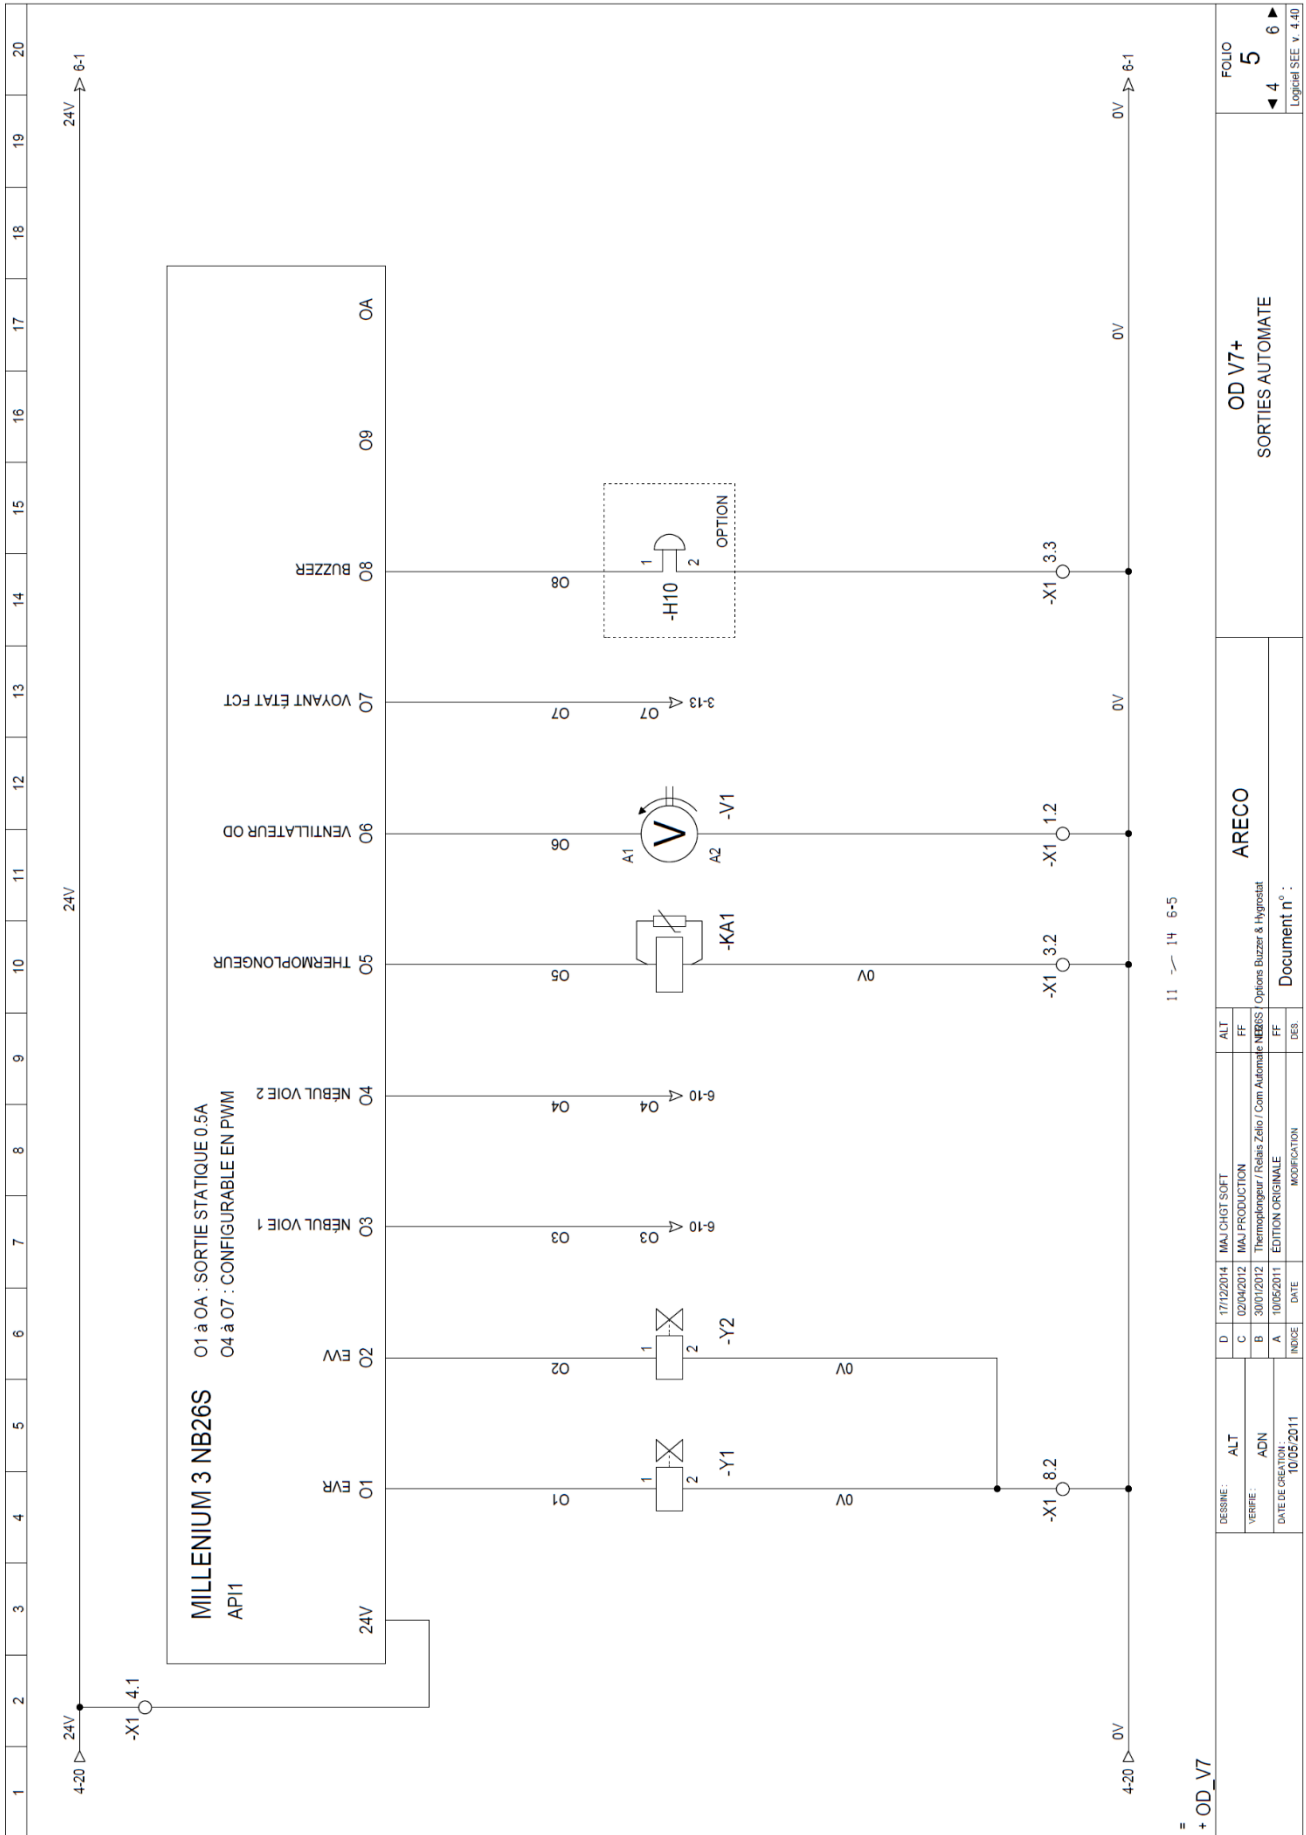 1 2 3 4 5 6 7 8 9 10 11 12 13 14 15 16 17 18 19 20
4-20 24V 24V 24V 6-1
-X1 4.1
MILLENIUM 3 NB26S
API1
O1 à OA : SORTIE STATIQUE 0.5A
O4 à O7 : CONFIGURABLE EN PWM
EVR
EVV
NÉBUL VOIE 1
NÉBUL VOIE 2
THERMOPLONGEUR
VENTILLATEUR OD
VOYANT ÉTAT FCT
BUZZER
24V O1 O2 O3 O4 O5 O6 O7 O8 O9 OA
O1 O2 O3 O4 O5 O6 O7 O8
O3 O4 O7
1 2 -Y1
1 2 -Y2
6-10
6-10
-KA1
A1 V A2 -V1
3-13
-H10 1 2 OPTION
0V 0V 0V
-X1 8.2
-X1 3.2
-X1 1.2
-X1 3.3
4-20 0V 0V 0V 0V 6-1
11 14 6-5
=
+ OD_V7
DESSINE :
ALT
VERIFIE :
ADN
DATE DE CREATION :
10/05/2011
D 17/12/2014 MAJ CHGT SOFT ALT
C 02/04/2012 MAJ PRODUCTION FF
B 30/01/2012 Thermoplongeur / Relais Zelio / Com Automate / Options Buzzer & Hygrostat
A 10/05/2011 ÉDITION ORIGINALE FF
INDICE DATE MODIFICATION DES.
ARECO
Document n° :
OD V7+
SORTIES AUTOMATE
FOLIO
5
4 6
Logiciel SEE v. 4.40